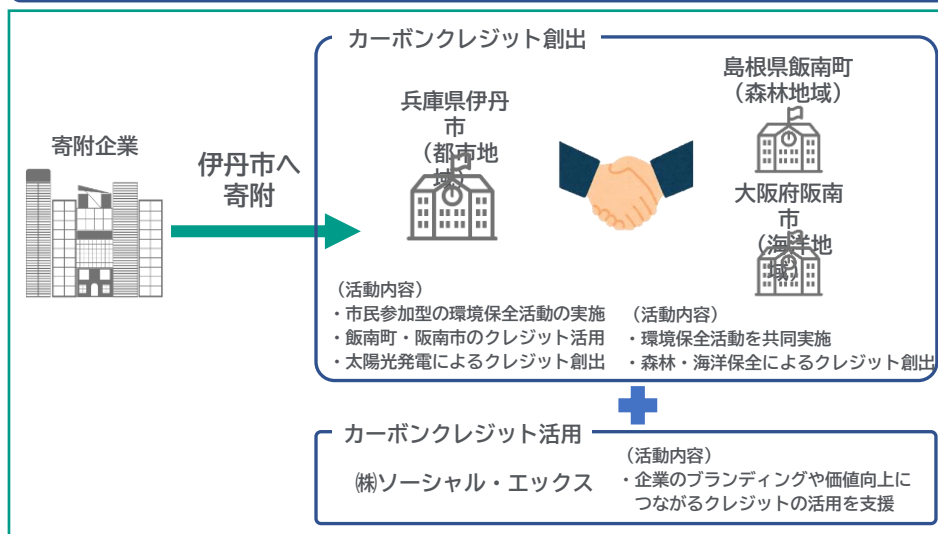 カーボンクレジット創出
寄附企業
伊丹市へ
寄附
兵庫県伊丹
市
（都市地
域）
島根県飯南町
（森林地域）
大阪府阪南
市
（海洋地
域）
（活動内容）
・市民参加型の環境保全活動の実施
・飯南町・阪南市のクレジット活用
・太陽光発電によるクレジット創出
（活動内容）
・環境保全活動を共同実施
・森林・海洋保全によるクレジット創出
カーボンクレジット活用
㈱ソーシャル・エックス
（活動内容）
・企業のブランディングや価値向上に
つながるクレジットの活用を支援